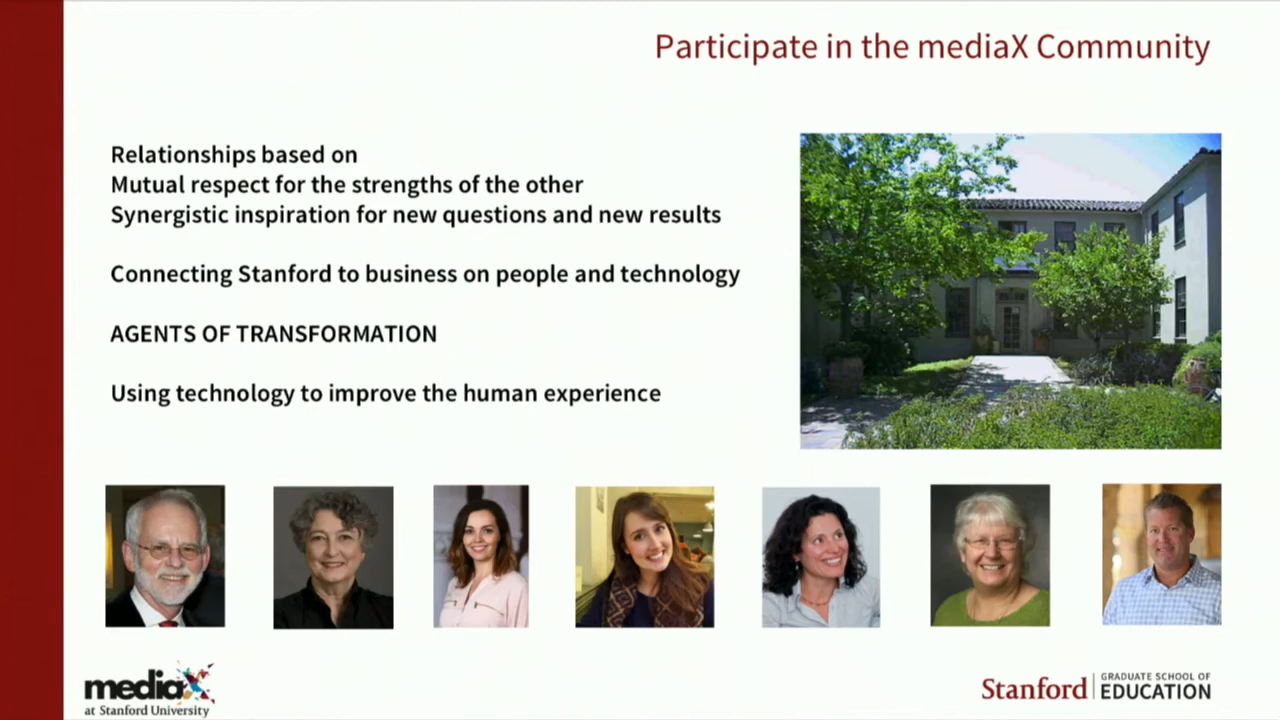 Participate in the mediaX Community
Relationships based on
Mutual respect for the strengths of the other
Synergistic inspiration for new questions and new results
Connecting Stanford to business on people and technology
AGENTS OF TRANSFORMATION
Using technology to improve the human experience
mediaX
at Stanford University
Stanford
GRADUATE SCHOOL OF
EDUCATION